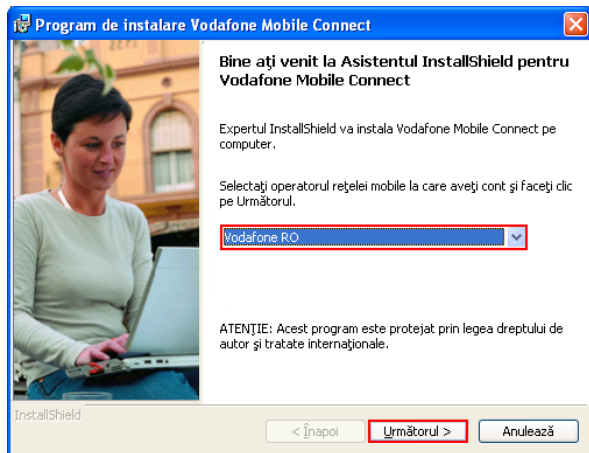 Program de instalare Vodafone Mobile Connect
Bine aţi venit la Asistentul InstallShield pentru
Vodafone Mobile Connect
Expertul InstallShield va instala Vodafone Mobile Connect pe
computer.
Selectaţi operatorul reţelei mobile la care aveţi cont şi faceţi clic
pe Următorul.
Vodafone RO
ATENŢIE: Acest program este protejat prin legea dreptului de
autor şi tratate internaţionale.
InstallShield
< Înapoi
Următorul >
Anulează